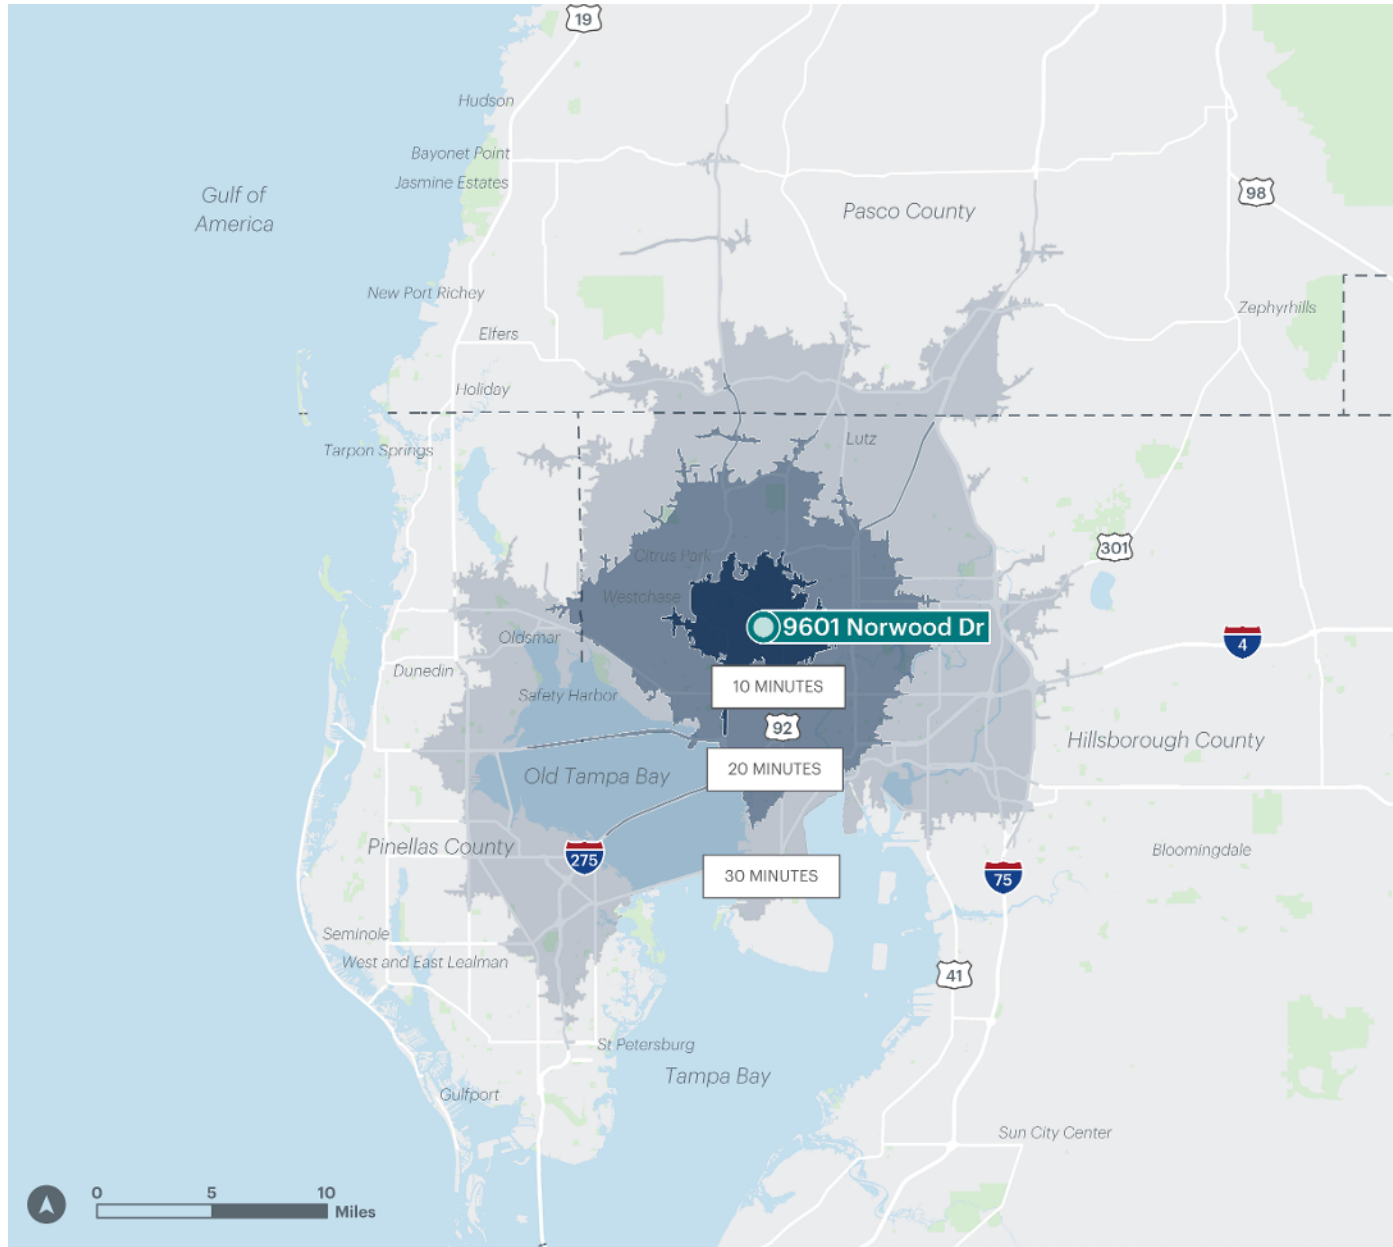 19
Hudson
Bayonet Point
Jasmine Estates
Gulf of
America
98
Pasco County
New Port Richey
Zephyrhills
Elfers
Holiday
Lutz
Tarpon Springs
301
Citrus Park
Westchase
9601 Norwood Dr
Oldsmar
4
Dunedin
10 MINUTES
Safety Harbor
92
Hillsborough County
20 MINUTES
Old Tampa Bay
Pinellas County
275
Bloomingdale
30 MINUTES
75
Seminole
West and East Lealman
41
St Petersburg
Tampa Bay
Gulfport
Sun City Center
0 5 10
Miles